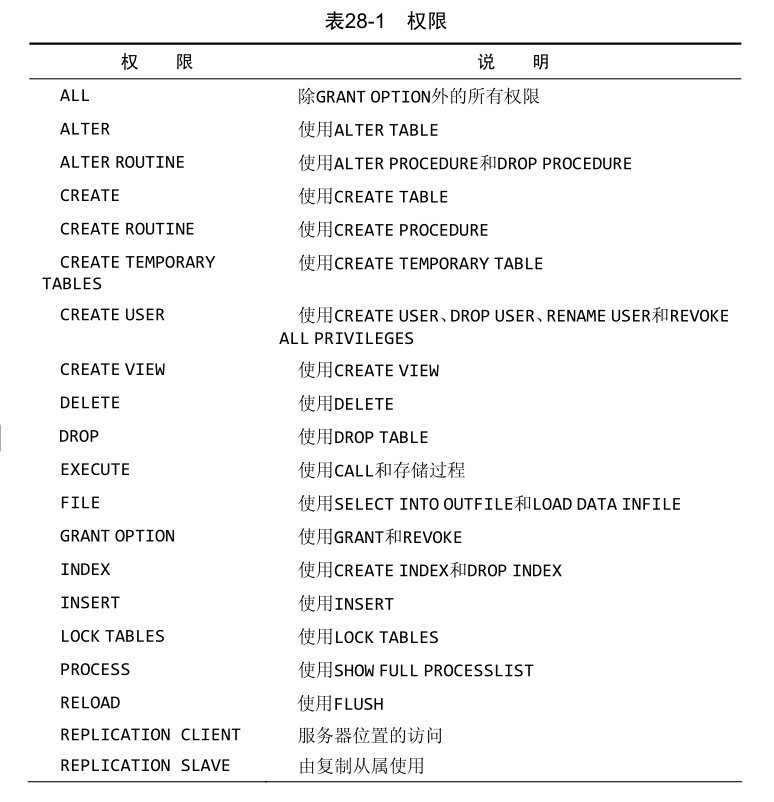 表28-1 权限
权 限 说 明
ALL 除GRANT OPTION外的所有权限
ALTER 使用ALTER TABLE
ALTER ROUTINE 使用ALTER PROCEDURE和DROP PROCEDURE
CREATE 使用CREATE TABLE
CREATE ROUTINE 使用CREATE PROCEDURE
CREATE TEMPORARY 使用CREATE TEMPORARY TABLE
TABLES
CREATE USER 使用CREATE USER、DROP USER、RENAME USER和REVOKE
ALL PRIVILEGES
CREATE VIEW 使用CREATE VIEW
DELETE 使用DELETE
DROP 使用DROP TABLE
EXECUTE 使用CALL和存储过程
FILE 使用SELECT INTO OUTFILE和LOAD DATA INFILE
GRANT OPTION 使用GRANT和REVOKE
INDEX 使用CREATE INDEX和DROP INDEX
INSERT 使用INSERT
LOCK TABLES 使用LOCK TABLES
PROCESS 使用SHOW FULL PROCESSLIST
RELOAD 使用FLUSH
REPLICATION CLIENT 服务器位置的访问
REPLICATION SLAVE 由复制从属使用